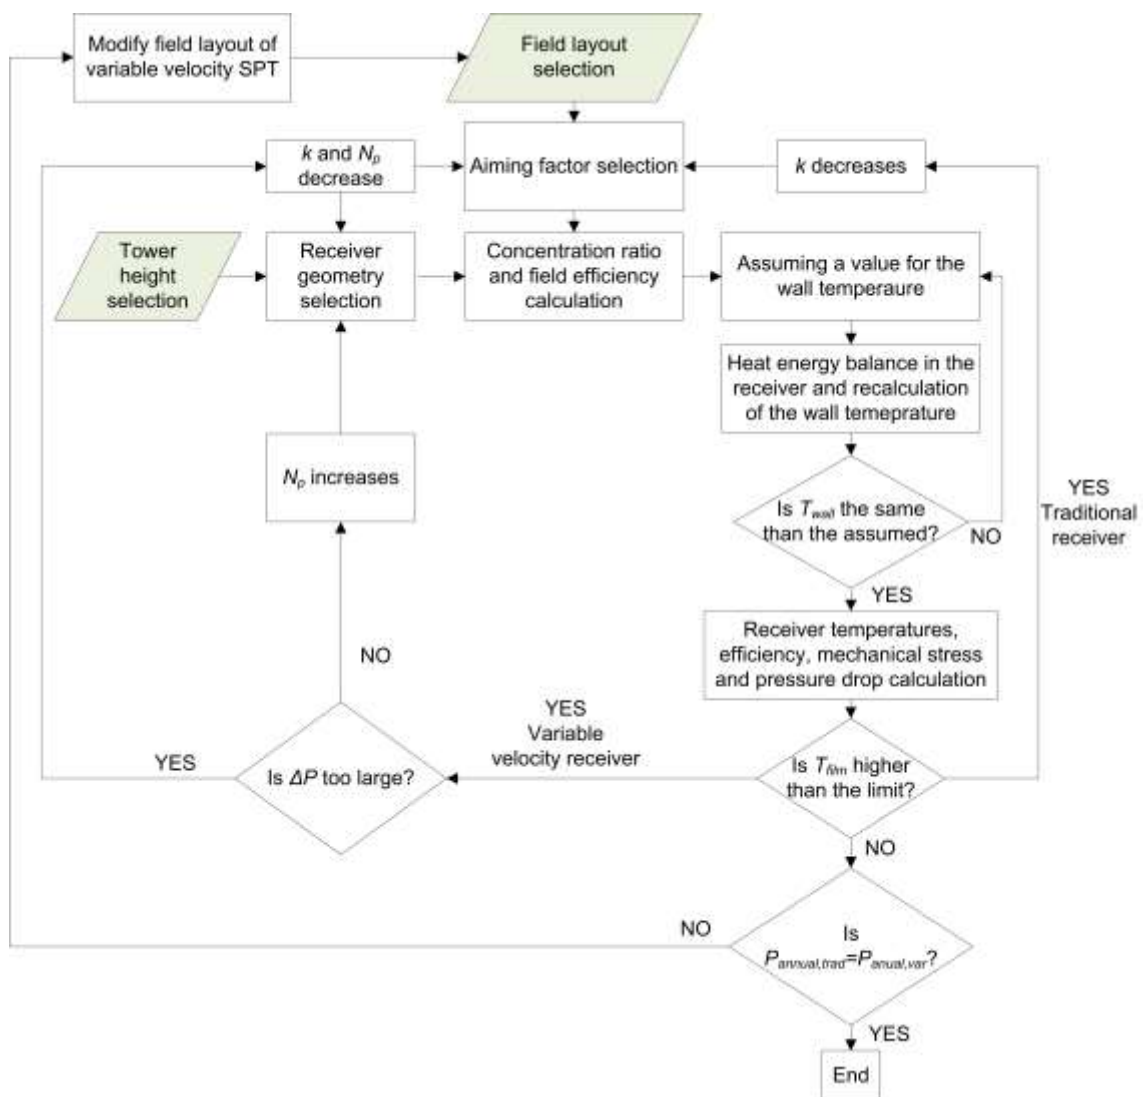 Modify field layout of
variable velocity SPT
Field layout
selection
k and Np
decrease
Aiming factor selection
k decreases
Tower
height
selection
Receiver
geometry
selection
Concentration ratio
and field efficiency
calculation
Assuming a value for the
wall temperaure
Heat energy balance in the
receiver and recalculation
of the wall temeprature
Np increases
Is Twall the same
than the assumed?
NO
YES
Traditional
receiver
YES
Receiver temperatures,
efficiency, mechanical stress
and pressure drop calculation
NO
YES
Variable
velocity receiver
YES
Is ΔP too large?
Is Tfilm higher
than the limit?
NO
NO
Is
Pannual,trad=Panual,var?
YES
End